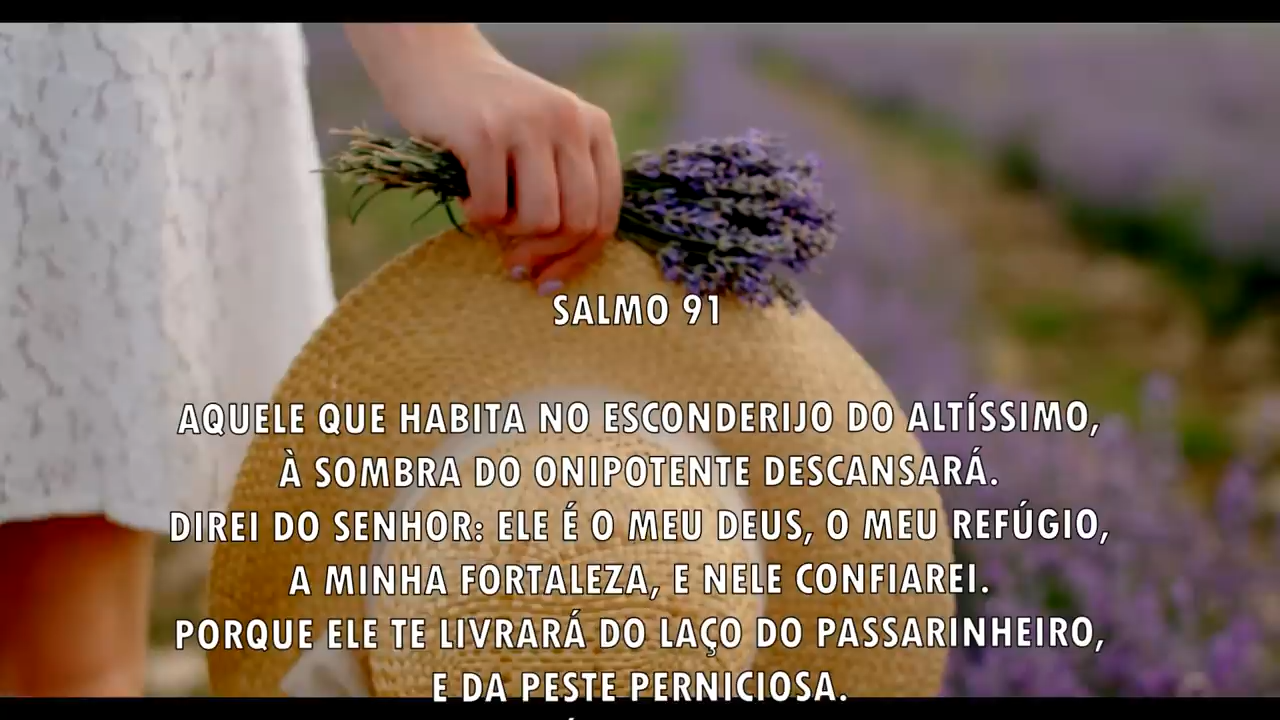 SALMO 91
AQUELE QUE HABITA NO ESCONDERIJO DO ALTÍSSIMO,
À SOMBRA DO ONIPOTENTE DESCANSARÁ.
DIREI DO SENHOR: ELE É O MEU DEUS, O MEU REFÚGIO,
A MINHA FORTALEZA, E NELE CONFIAREI.
PORQUE ELE TE LIVRARÁ DO LAÇO DO PASSARINHEIRO,
E DA PESTE PERNICIOSA.